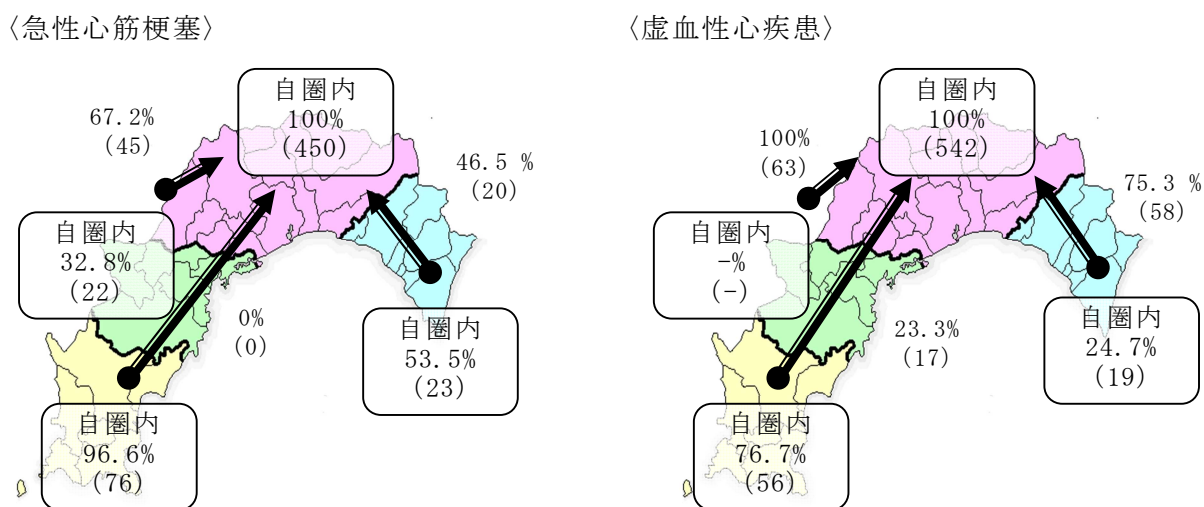 〈急性心筋梗塞〉
自圏内
100%
(450)
67.2%
(45)
46.5 %
(20)
自圏内
32.8%
(22)
0%
(0)
自圏内
53.5%
(23)
自圏内
96.6%
(76)
〈虚血性心疾患〉
自圏内
100%
(542)
100%
(63)
75.3 %
(58)
自圏内
-%
(-)
23.3%
(17)
自圏内
24.7%
(19)
自圏内
76.7%
(56)